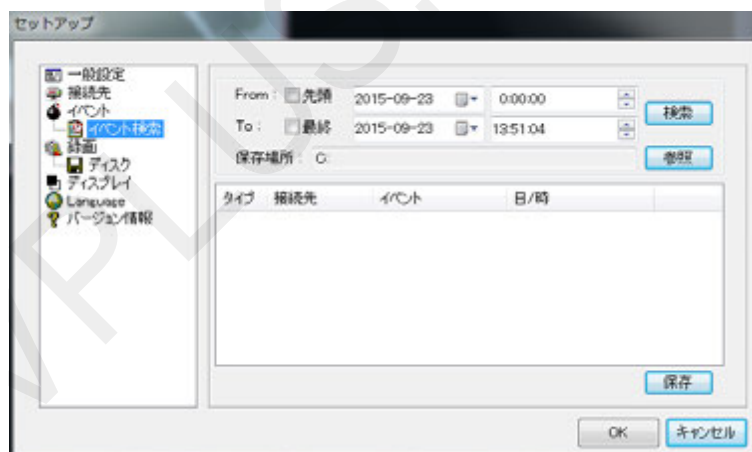 セットアップ
一般設定
接続先
イベント
イベント検索
録画
ディスク
ディスプレイ
Language
バージョン情報
From : 先頭 2015-09-23 0:00:00
To : 最終 2015-09-23 13:51:04
検索
保存場所 : C:
参照
タイプ 接続先 イベント 日/時
保存
OK キャンセル
VPLUS